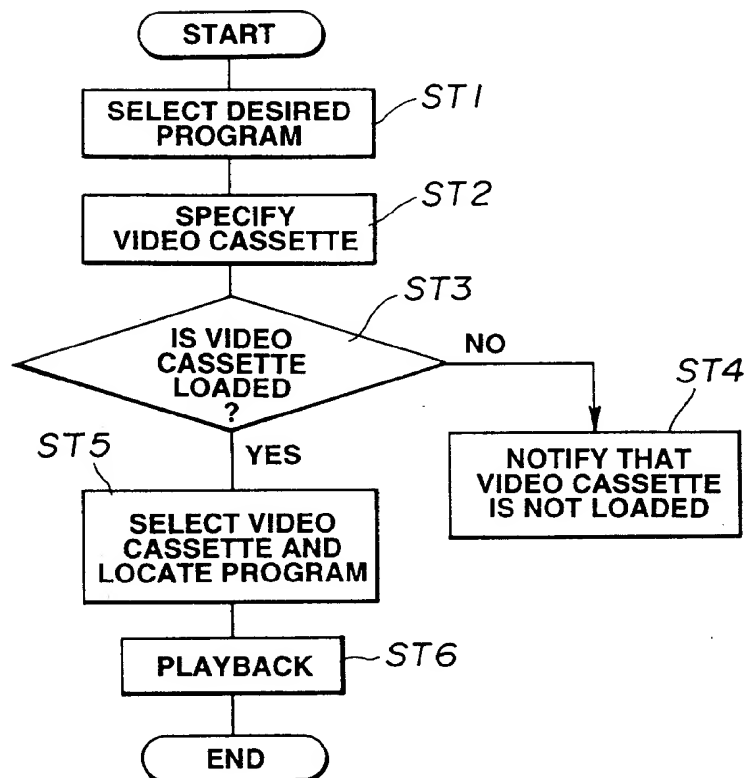 START
SELECT DESIRED
PROGRAM
ST1
SPECIFY
VIDEO CASSETTE
ST2
IS VIDEO
CASSETTE
LOADED
?
ST3
NO
YES
NOTIFY THAT
VIDEO CASSETTE
IS NOT LOADED
ST4
SELECT VIDEO
CASSETTE AND
LOCATE PROGRAM
ST5
PLAYBACK
ST6
END